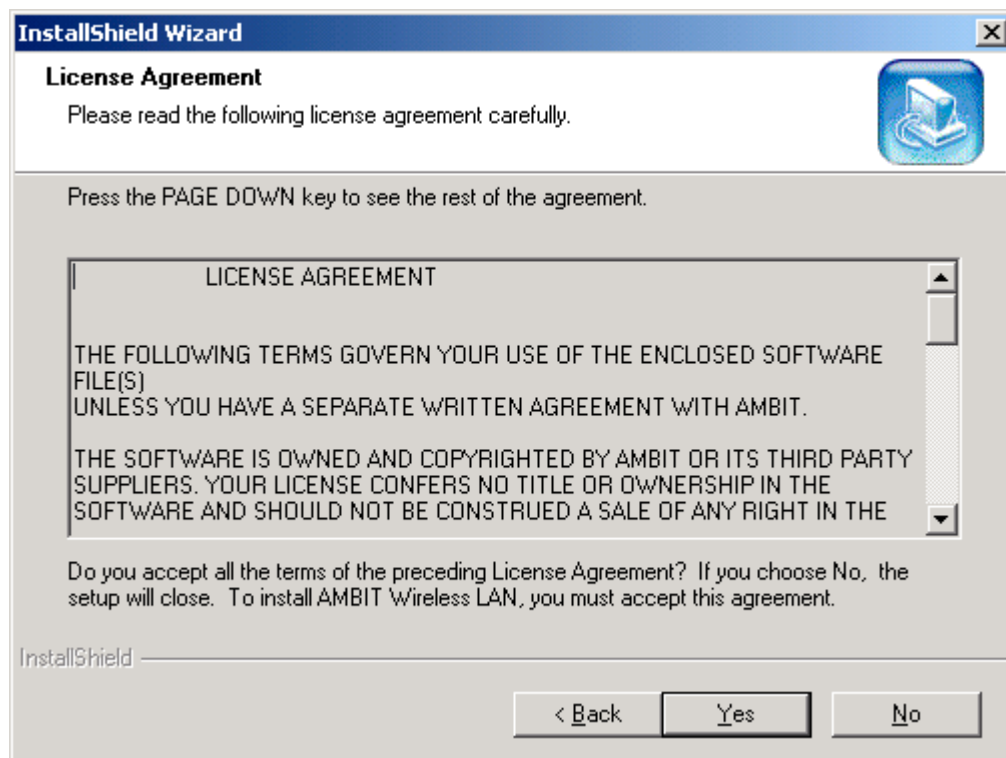 InstallShield Wizard
License Agreement
Please read the following license agreement carefully.
Press the PAGE DOWN key to see the rest of the agreement.
LICENSE AGREEMENT
THE FOLLOWING TERMS GOVERN YOUR USE OF THE ENCLOSED SOFTWARE
FILE(S)
UNLESS YOU HAVE A SEPARATE WRITTEN AGREEMENT WITH AMBIT.
THE SOFTWARE IS OWNED AND COPYRIGHTED BY AMBIT OR ITS THIRD PARTY
SUPPLIERS. YOUR LICENSE CONFERS NO TITLE OR OWNERSHIP IN THE
SOFTWARE AND SHOULD NOT BE CONSTRUED A SALE OF ANY RIGHT IN THE
Do you accept all the terms of the preceding License Agreement?  If you choose No,  the
setup will close.  To install AMBIT Wireless LAN, you must accept this agreement.
InstallShield
< Back
Yes
No